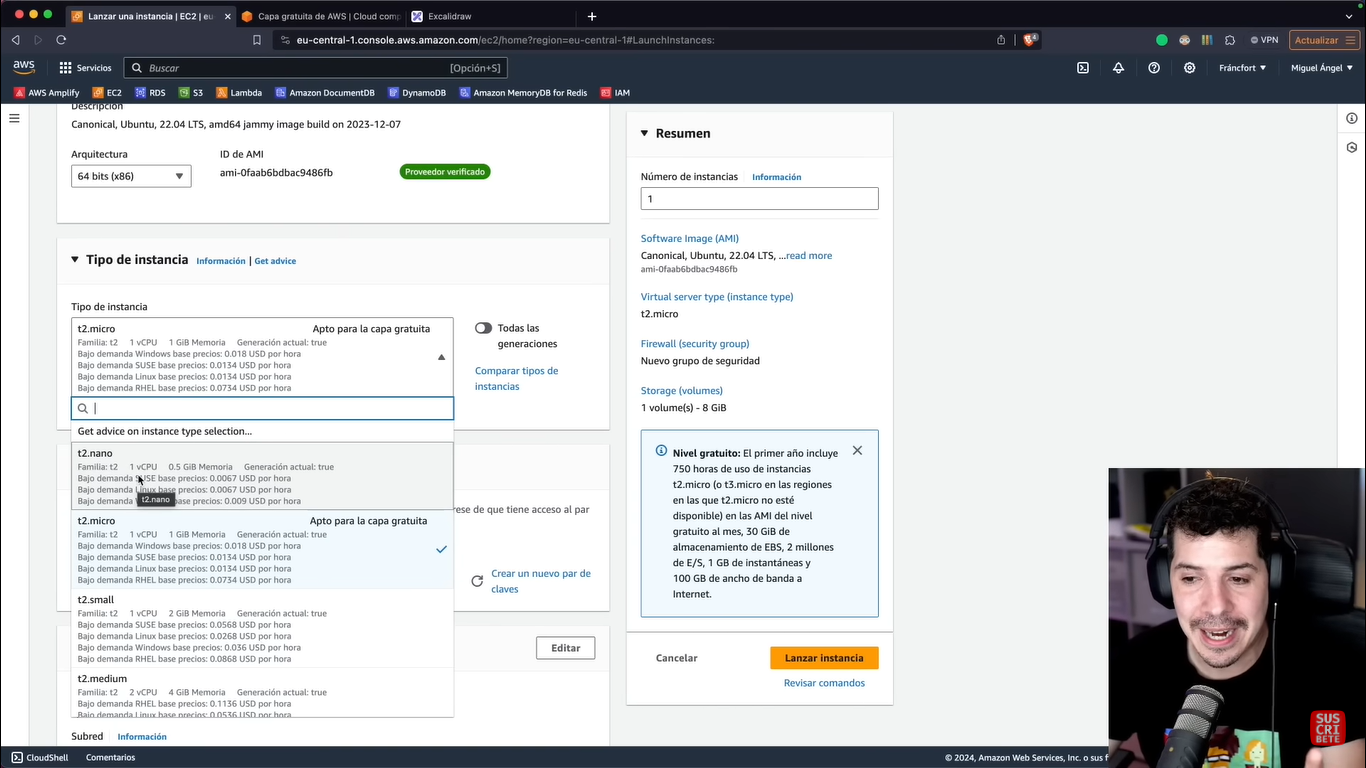 Lanzar una instancia | EC2 | eu
Capa gratuita de AWS | Cloud comp
Excalidraw
eu-central-1.console.aws.amazon.com/ec2/home?region=eu-central-1#LaunchInstances:
4
VPN
Actualizar
aws
Servicios
Buscar
[Opción+S]
Fráncfort
Miguel Ángel
AWS Amplify
EC2
RDS
S3
Lambda
Amazon DocumentDB
DynamoDB
Amazon MemoryDB for Redis
IAM
Descripción
Canonical, Ubuntu, 22.04 LTS, amd64 jammy image build on 2023-12-07
Arquitectura
ID de AMI
64 bits (x86)
ami-0faab6bdbac9486fb
Proveedor verificado
Tipo de instancia
Información
Get advice
Tipo de instancia
t2.micro
Apto para la capa gratuita
Familia: t2 1 vCPU 1 GiB Memoria Generación actual: true
Bajo demanda Windows base precios: 0.018 USD por hora
Bajo demanda SUSE base precios: 0.0134 USD por hora
Bajo demanda Linux base precios: 0.0134 USD por hora
Bajo demanda RHEL base precios: 0.0734 USD por hora
Todas las
generaciones
Comparar tipos de
instancias
Get advice on instance type selection...
t2.nano
Familia: t2 1 vCPU 0.5 GiB Memoria Generación actual: true
Bajo demanda SUSE base precios: 0.0067 USD por hora
Bajo demanda Linux base precios: 0.0067 USD por hora
Bajo demanda base precios: 0.009 USD por hora
t2.nano
t2.micro
Apto para la capa gratuita
Familia: t2 1 vCPU 1 GiB Memoria Generación actual: true
Bajo demanda Windows base precios: 0.018 USD por hora
Bajo demanda SUSE base precios: 0.0134 USD por hora
Bajo demanda Linux base precios: 0.0134 USD por hora
Bajo demanda RHEL base precios: 0.0734 USD por hora
t2.small
Familia: t2 1 vCPU 2 GiB Memoria Generación actual: true
Bajo demanda SUSE base precios: 0.0568 USD por hora
Bajo demanda Linux base precios: 0.0268 USD por hora
Bajo demanda Windows base precios: 0.036 USD por hora
Bajo demanda RHEL base precios: 0.0868 USD por hora
t2.medium
Familia: t2 2 vCPU 4 GiB Memoria Generación actual: true
Bajo demanda RHEL base precios: 0.1136 USD por hora
Bajo demanda Linux base precios: 0.0536 USD por hora
rese de que tiene acceso al par
Crear un nuevo par de
claves
Editar
Subred
Información
Resumen
Número de instancias
Información
1
Software Image (AMI)
Canonical, Ubuntu, 22.04 LTS, ...read more
ami-0faab6bdbac9486fb
Virtual server type (instance type)
t2.micro
Firewall (security group)
Nuevo grupo de seguridad
Storage (volumes)
1 volume(s) - 8 GiB
Nivel gratuito: El primer año incluye
750 horas de uso de instancias
t2.micro (o t3.micro en las regiones
en las que t2.micro no esté
disponible) en las AMI del nivel
gratuito al mes, 30 GiB de
almacenamiento de EBS, 2 millones
de E/S, 1 GB de instantáneas y
100 GB de ancho de banda a
Internet.
Cancelar
Lanzar instancia
Revisar comandos
CloudShell
Comentarios
© 2024, Amazon Web Services, Inc. o sus f
SUS
CRI
BETE